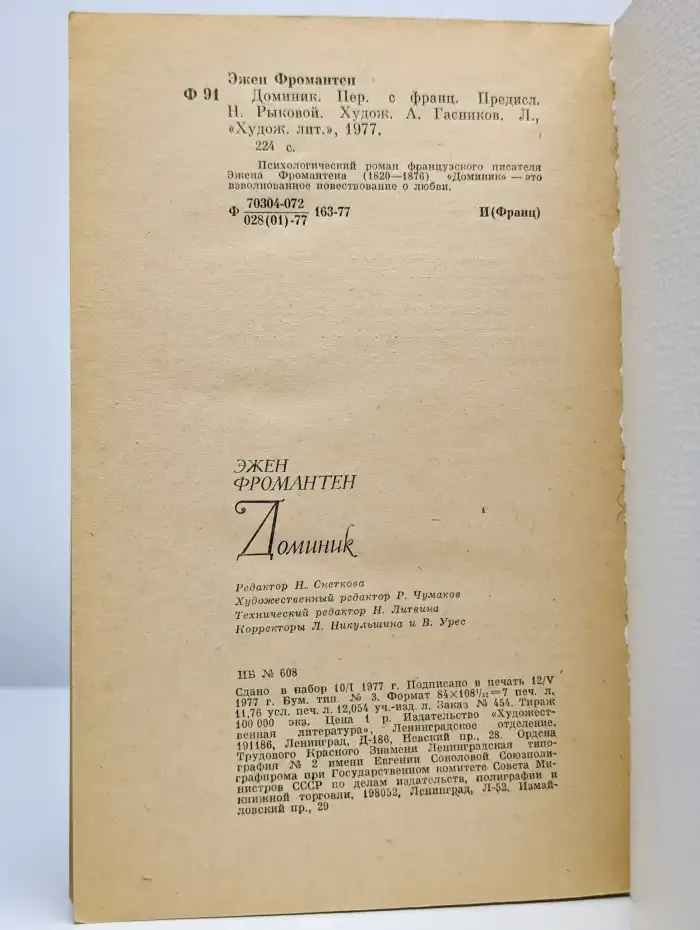 Эжен Фромантен
Ф 91 Доминик. Пер. с франц. Предисл.
Н. Рыковой. Худож. А. Гасников. Л.,
«Худож. лит.», 1977.
224 с.
Психологический роман французского писателя
Эжена Фромантена (1820—1876) «Доминик» — это
взволнованное повествование о любви.
Ф 70304-072 163-77 И(Франц)
028(01)-77
ЭЖЕН
ФРОМАНТЕН
Доминик
Редактор Н. Снеткова
Художественный редактор Р. Чумаков
Технический редактор Н. Литвина
Корректоры Л. Никульшина и В. Урес
ИБ № 608
Сдано в набор 10/I 1977 г. Подписано в печать 12/V
1977 г. Бум. тип. № 3. Формат 84×108¹/₃₂=7 печ. л.
11,76 усл. печ. л. 12,054 уч.-изд. л. Заказ № 454. Тираж
100 000 экз. Цена 1 р. Издательство «Художест-
венная литература», Ленинградское отделение.
191186, Ленинград, Д-186, Невский пр., 28. Ордена
Трудового Красного Знамени Ленинградская типо-
графия № 2 имени Евгении Соколовой Союзполи-
графпрома при Государственном комитете Совета Ми-
нистров СССР по делам издательств, полиграфии и
книжной торговли, 198052, Ленинград, Л-52, Измай-
ловский пр., 29